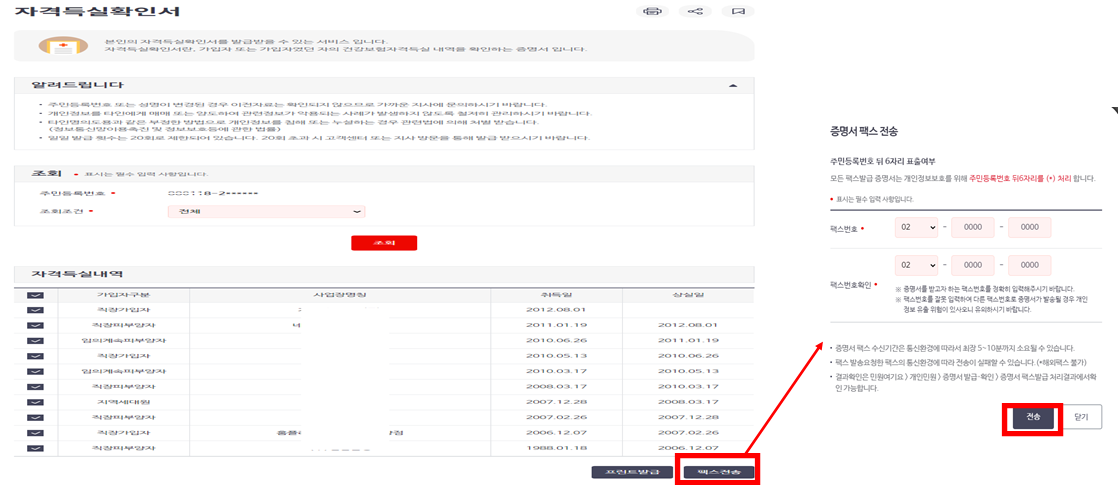 자격득실확인서
본인의 자격득실확인서를 발급받을 수 있는 서비스 입니다.
자격득실확인서란, 가입자 또는 가입자였던 자의 건강보험자격득실 내역을 확인하는 증명서 입니다.
알려드립니다
• 주민등록번호 또는 성명이 변경된 경우 이전자료는 확인되지 않으므로 가까운 지사에 문의하시기 바랍니다.
• 개인정보를 타인에게 매매 또는 양도하여 관련정보가 악용되는 사례가 발생하지 않도록 철저히 관리하시기 바랍니다.
• 타인명의도용과 같은 부정한 방법으로 개인정보를 침해 또는 누설하는 경우 관련법에 의해 처벌 받습니다.
(정보통신망이용촉진 및 정보보호등에 관한 법률)
• 일일 발급 횟수는 20회로 제한되어 있습니다. 20회 초과 시 고객센터 또는 지사 방문을 통해 발급 받으시기 바랍니다.
조회 • 표시는 필수 입력 사항입니다.
주민등록번호 •
조회조건 • 전체
조회
자격득실내역
가입자구분 사업장명칭 취득일 상실일
직장가입자 2012.08.01
직장피부양자 2011.01.19 2012.08.01
임의계속피부양자 2010.06.26 2011.01.19
직장가입자 2010.05.13 2010.06.26
임의계속피부양자 2010.03.17 2010.05.13
직장피부양자 2008.03.17 2010.03.17
지역세대원 2007.12.28 2008.03.17
직장피부양자 2007.02.26 2007.12.28
직장가입자 2006.12.07 2007.02.26
직장피부양자 1988.01.18 2006.12.07
프린트발급 팩스전송
증명서 팩스 전송
주민등록번호 뒤 6자리 표출여부
모든 팩스발급 증명서는 개인정보보호를 위해 주민등록번호 뒤6자리를 (*) 처리 합니다.
• 표시는 필수 입력 사항입니다.
팩스번호 • 02 - 0000 - 0000
팩스번호확인 • 02 - 0000 - 0000
※ 증명서를 받고자 하는 팩스번호를 정확히 입력해주시기 바랍니다.
※ 팩스번호를 잘못 입력하여 다른 팩스번호로 증명서가 발송될 경우 개인
정보 유출 위험이 있사오니 유의하시기 바랍니다.
• 증명서 팩스 수신기간은 통신환경에 따라서 최장 5~10분까지 소요될 수 있습니다.
• 팩스 발송요청한 팩스의 통신환경에 따라 전송이 실패할 수 있습니다. (*해외팩스 불가)
• 결과확인은 민원여기요 > 개인민원 > 증명서 발급·확인 > 증명서 팩스발급 처리결과에서확
인 가능합니다.
전송 닫기